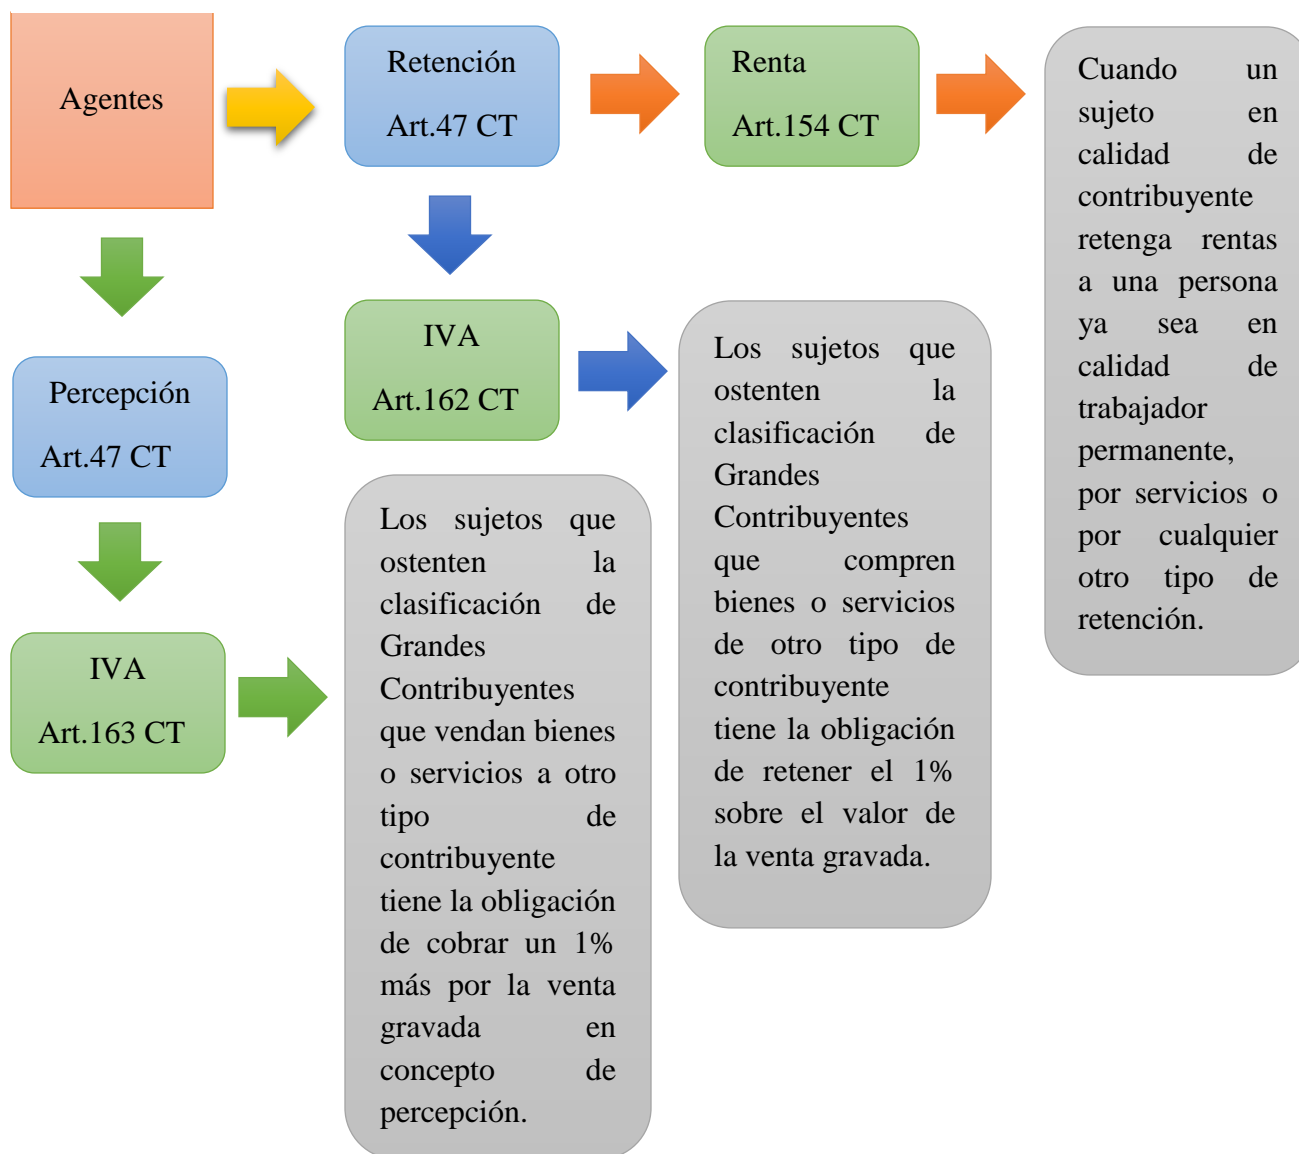 Agentes
Retención
Art.47 CT
Renta
Art.154 CT
Cuando un
sujeto en
calidad de
contribuyente
retenga rentas
a una persona
ya sea en
calidad de
trabajador
permanente,
por servicios o
por cualquier
otro tipo de
retención.
IVA
Art.162 CT
Los sujetos que
ostenten la
clasificación de
Grandes
Contribuyentes
que compren
bienes o servicios
de otro tipo de
contribuyente
tiene la obligación
de retener el 1%
sobre el valor de
la venta gravada.
Percepción
Art.47 CT
IVA
Art.163 CT
Los sujetos que
ostenten la
clasificación de
Grandes
Contribuyentes
que vendan bienes
o servicios a otro
tipo de
contribuyente
tiene la obligación
de cobrar un 1%
más por la venta
gravada en
concepto de
percepción.